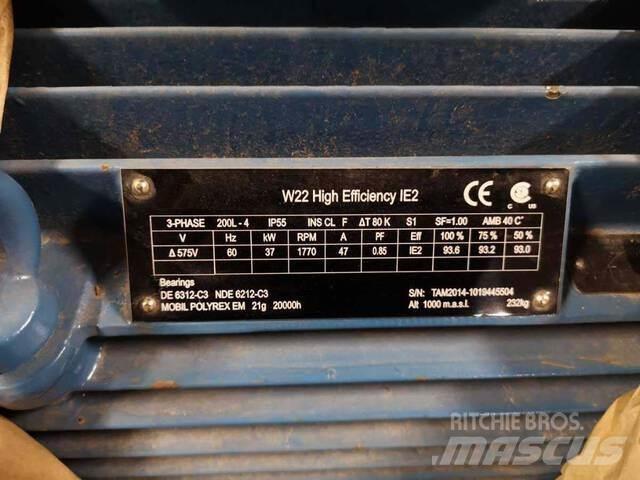 W22 High Efficiency IE2
CE
C US
3-PHASE 200L-4 IP55 INS CL F ΔT 80 K S1 SF=1.00 AMB 40 C°
V Hz kW RPM A PF Eff 100 % 75 % 50 %
Δ 575V 60 37 1770 47 0.85 IE2 93.6 93.2 93.0
Bearings
DE 6312-C3 NDE 6212-C3
MOBIL POLYREX EM 21g 20000h
S/N: TAM2014-1019445504
Alt 1000 m.a.s.l. 232kg
RITCHIE BROS.
MASCUS